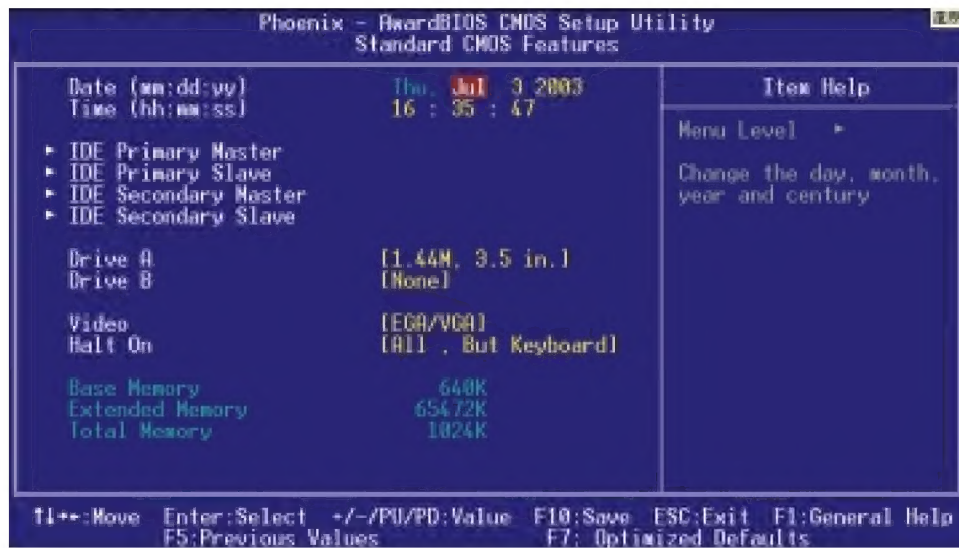 Phoenix - AwardBIOS CMOS Setup Utility
Standard CMOS Features
Date (mm:dd:yy) Thu, Jul 3 2003
Time (hh:mm:ss) 16 : 35 : 47
► IDE Primary Master
► IDE Primary Slave
► IDE Secondary Master
► IDE Secondary Slave
Drive A [1.44M, 3.5 in.]
Drive B [None]
Video [EGA/VGA]
Halt On [All , But Keyboard]
Base Memory 640K
Extended Memory 65472K
Total Memory 1024K
Item Help
Menu Level ►
Change the day, month,
year and century
↑↓→←:Move Enter:Select +/-/PU/PD:Value F10:Save ESC:Exit F1:General Help
F5:Previous Values F7: Optimized Defaults